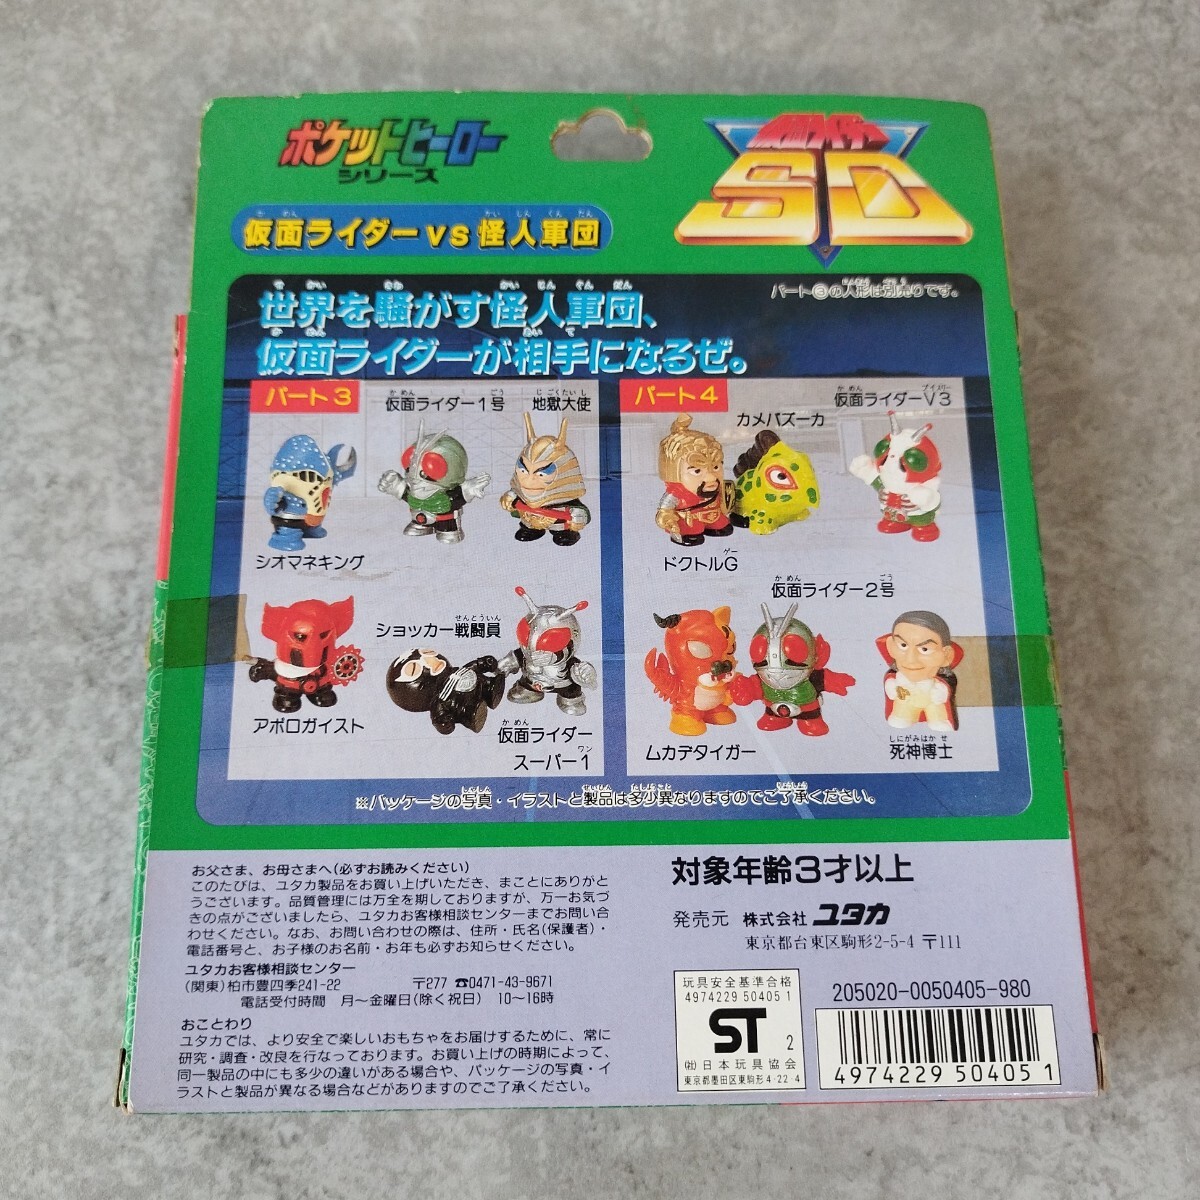 ポケットヒーロー
シリーズ
仮面ライダー
SD
仮面ライダー vs 怪人軍団
世界を騒がす怪人軍団、
仮面ライダーが相手になるぜ。
パート③の人形は別売りです。
パート3
仮面ライダー1号
地獄大使
シオマネキング
ショッカー戦闘員
アポロガイスト
仮面ライダー
スーパー1
パート4
カメバズーカ
仮面ライダーV3
ドクトルG
仮面ライダー2号
ムカデタイガー
死神博士
※パッケージの写真・イラストと製品は多少異なりますのでご了承ください。
お父さま、お母さまへ(必ずお読みください)
このたびは、ユタカ製品をお買い上げいただき、まことにありがと
うございます。品質管理には万全を期しておりますが、万一お気づ
きの点がございましたら、ユタカお客様相談センターまでお問い合
わせください。なお、お問い合わせの際は、住所・氏名(保護者)・
電話番号と、お子様のお名前・お年も必ずお知らせください。
ユタカお客様相談センター
(関東)柏市豊四季241-22 〒277 ☎0471-43-9671
電話受付時間 月〜金曜日(除く祝日) 10〜16時
おことわり
ユタカでは、より安全で楽しいおもちゃをお届けするために、常に
研究・調査・改良を行なっております。お買い上げの時期によって、
同一製品の中にも多少の違いがある場合や、パッケージの写真・イ
ラストと製品が異なる場合などがありますのでご了承ください。
対象年齢3才以上
発売元 株式会社 ユタカ
東京都台東区駒形2-5-4 〒111
玩具安全基準合格
4974229 50405 1
ST 2
(社)日本玩具協会
東京都墨田区東駒形4-22-4
205020-0050405-980
4974229 50405 1